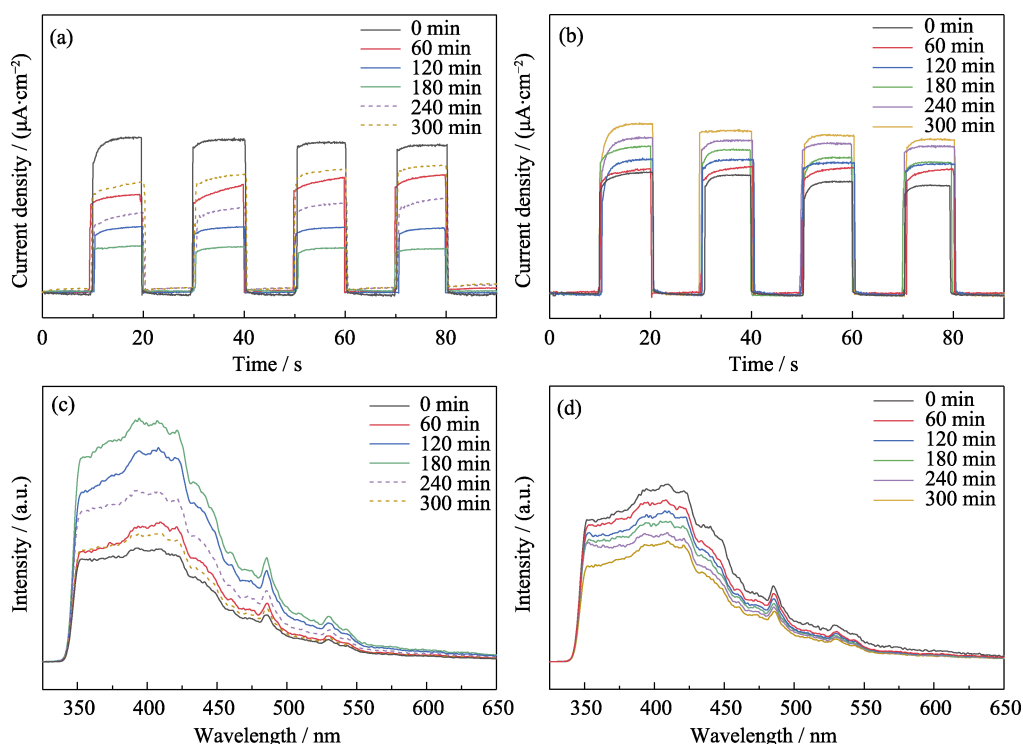 (a)
0 min
60 min
120 min
180 min
240 min
300 min
Current density / (μA·cm⁻²)
0 20 40 60 80
Time / s
(b)
0 min
60 min
120 min
180 min
240 min
300 min
Current density / (μA·cm⁻²)
0 20 40 60 80
Time / s
(c)
0 min
60 min
120 min
180 min
240 min
300 min
Intensity / (a.u.)
350 400 450 500 550 600 650
Wavelength / nm
(d)
0 min
60 min
120 min
180 min
240 min
300 min
Intensity / (a.u.)
350 400 450 500 550 600 650
Wavelength / nm